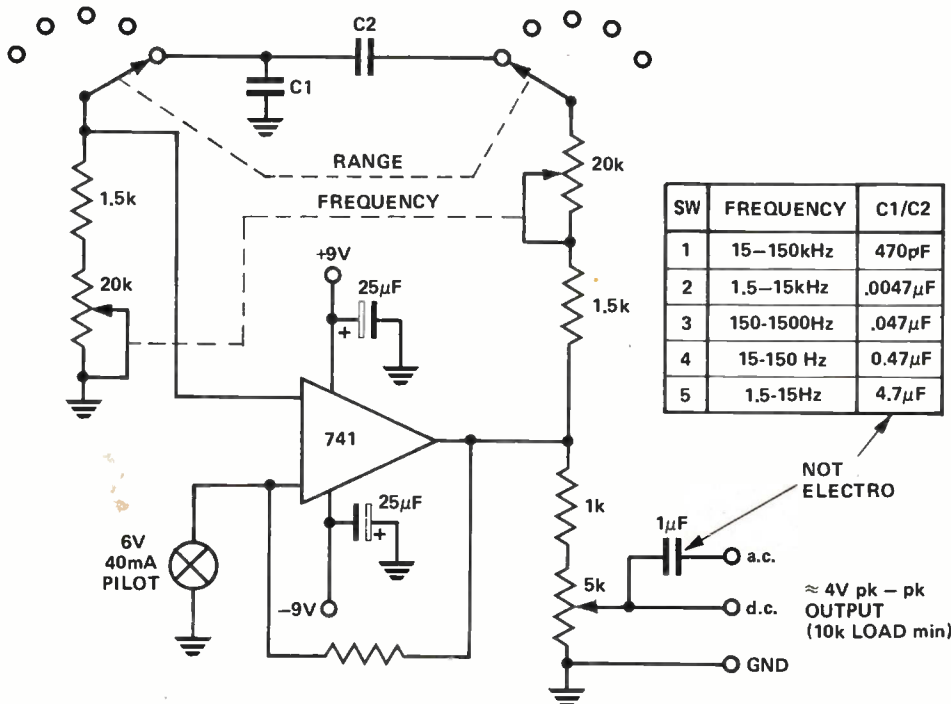 C2
C1
RANGE
20k
FREQUENCY
1.5k
+9V
25µF
20k
+
1.5k
741
25µF
+
6V
40mA
PILOT
–9V
1k
5k
1µF
NOT
ELECTRO
a.c.
d.c.
GND
≈ 4V pk – pk
OUTPUT
(10k LOAD min)
SW FREQUENCY C1/C2
1 15–150kHz 470pF
2 1.5–15kHz .0047µF
3 150-1500Hz .047µF
4 15-150 Hz 0.47µF
5 1.5-15Hz 4.7µF